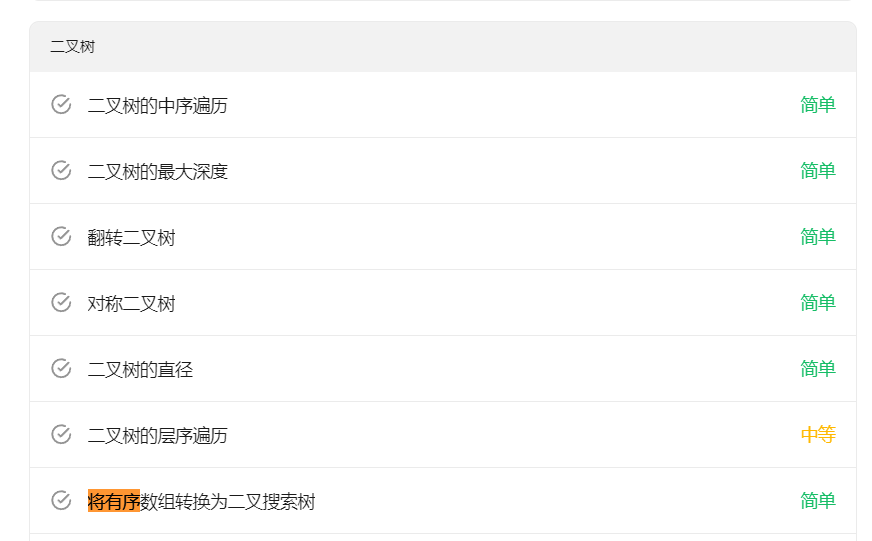 二叉树
二叉树的中序遍历 简单
二叉树的最大深度 简单
翻转二叉树 简单
对称二叉树 简单
二叉树的直径 简单
二叉树的层序遍历 中等
将有序数组转换为二叉搜索树 简单